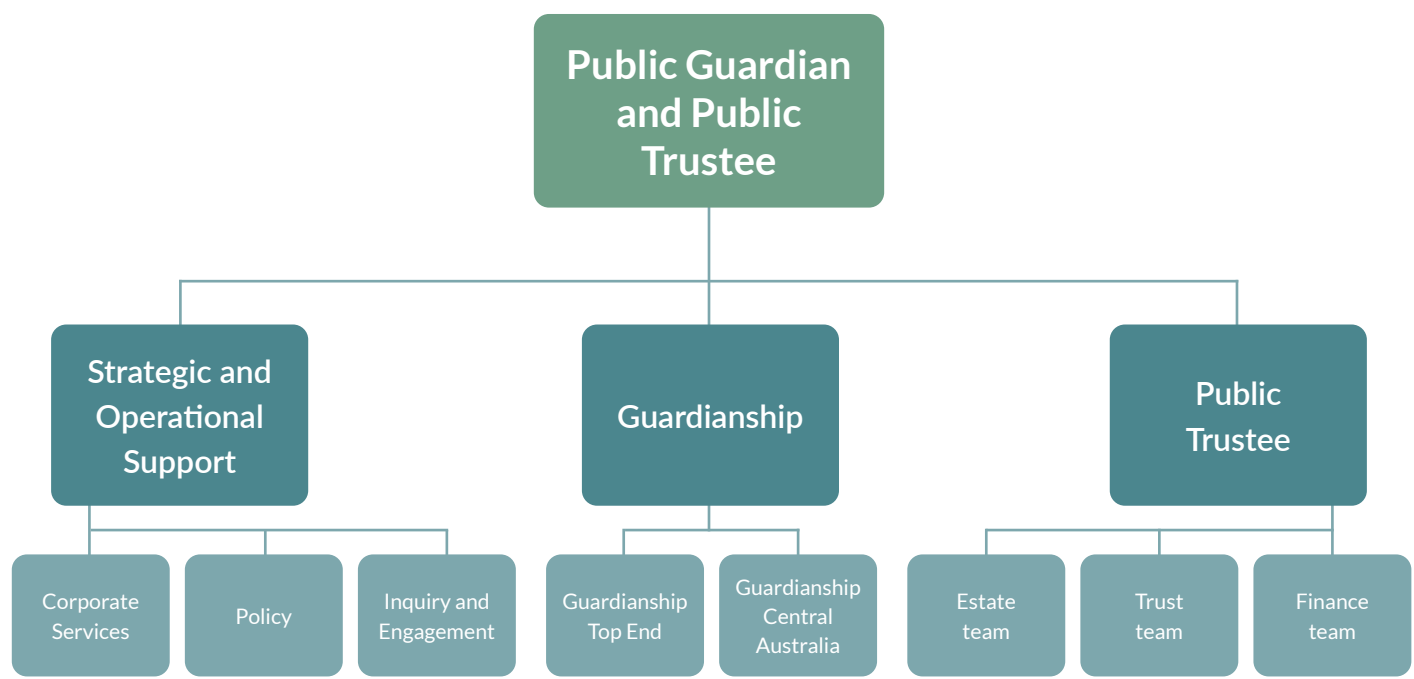 Public Guardian
and Public
Trustee
Strategic and
Operational
Support
Guardianship
Public
Trustee
Corporate
Services
Policy
Inquiry and
Engagement
Guardianship
Top End
Guardianship
Central
Australia
Estate
team
Trust
team
Finance
team